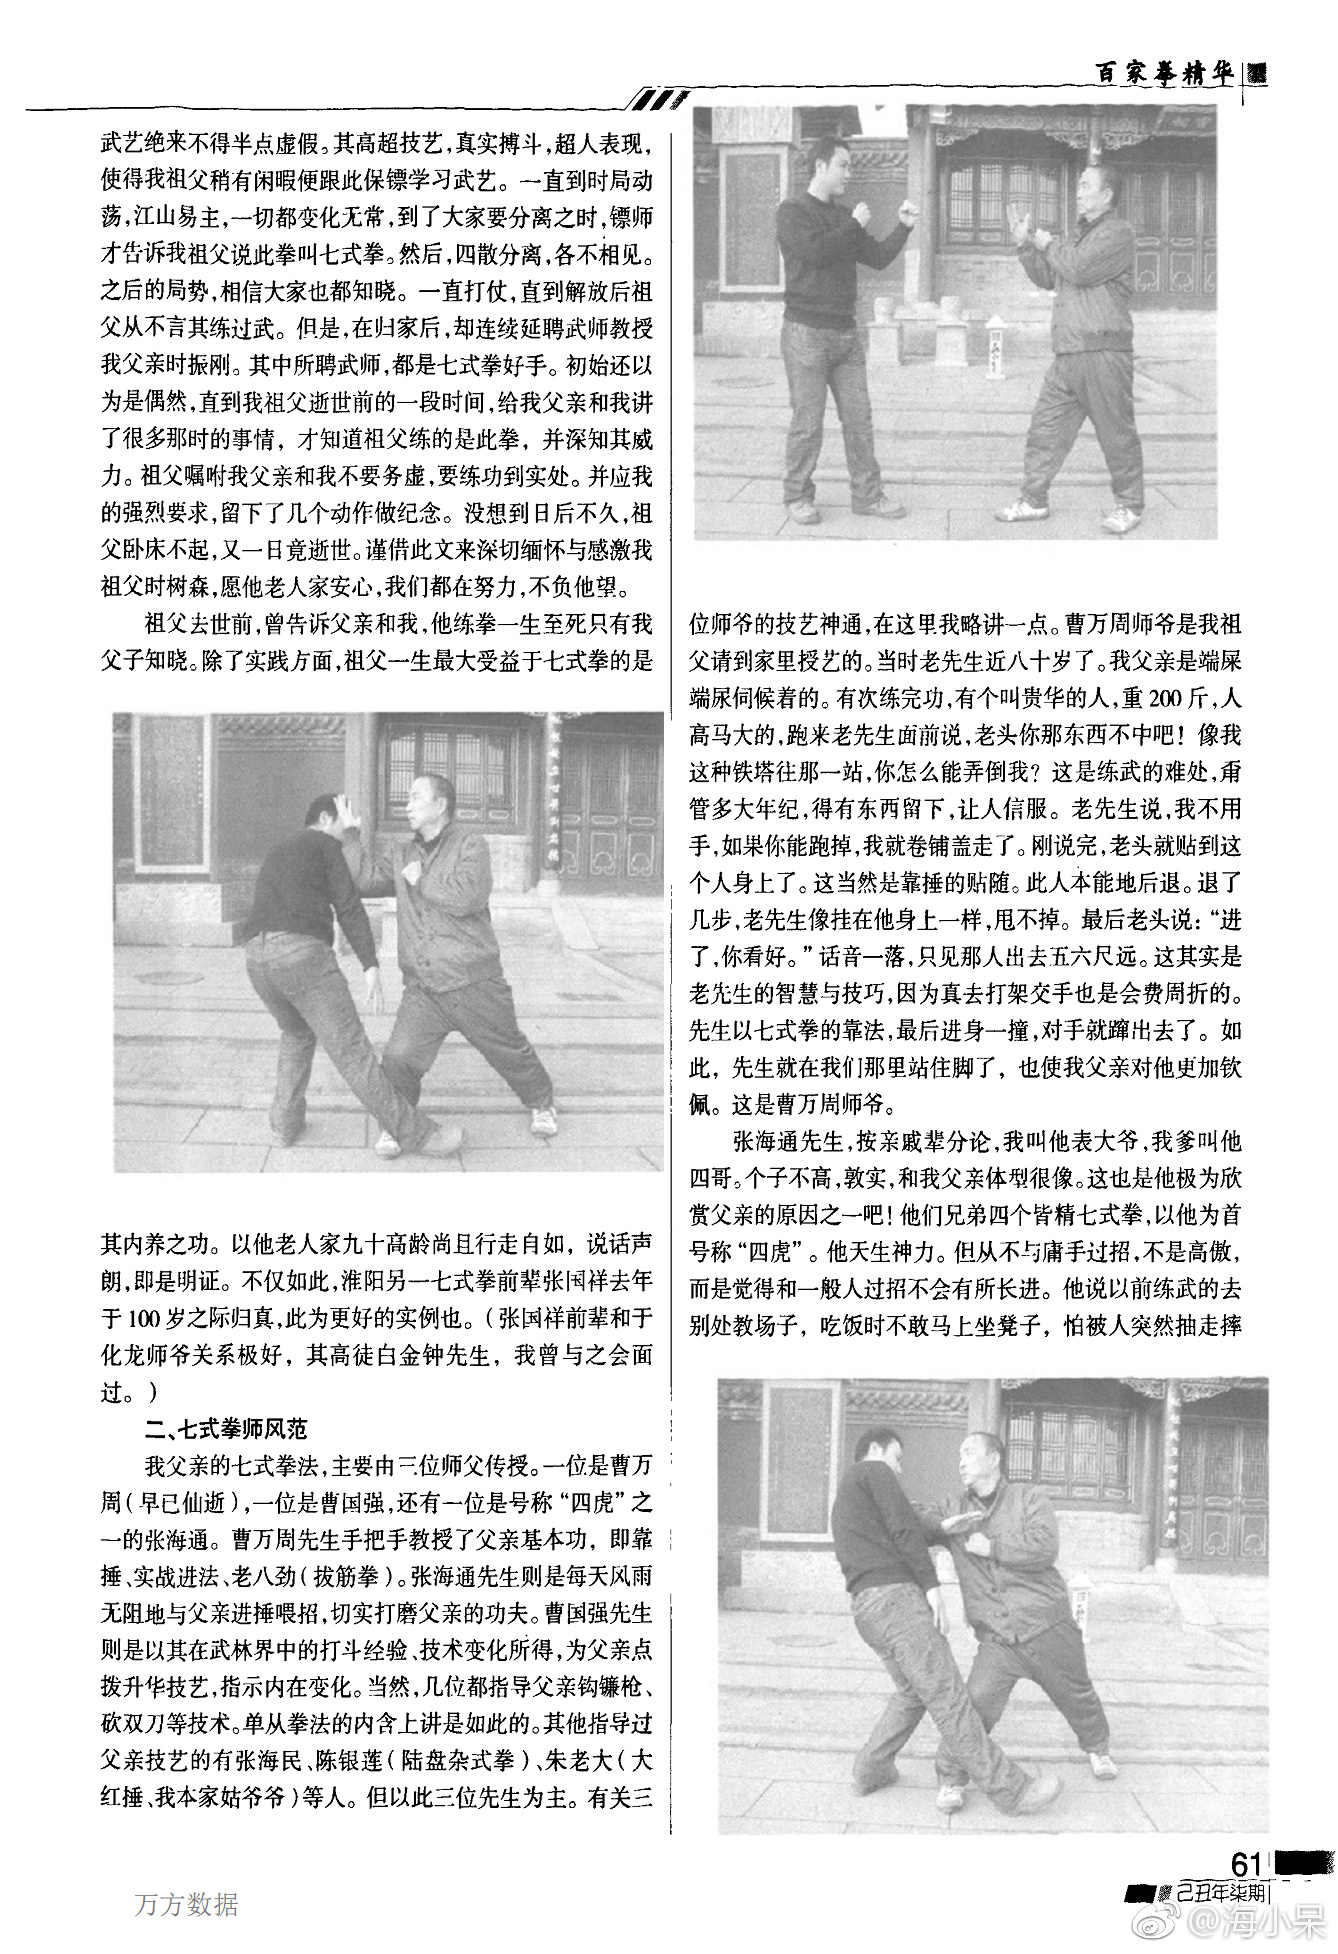 百家拳精华
武艺绝来不得半点虚假。其高超技艺,真实搏斗,超人表现,
使得我祖父稍有闲暇便跟此保镖学习武艺。一直到时局动
荡,江山易主,一切都变化无常,到了大家要分离之时,镖师
才告诉我祖父说此拳叫七式拳。然后,四散分离,各不相见。
之后的局势,相信大家也都知晓。一直打仗,直到解放后祖
父从不言其练过武。但是,在归家后,却连续延聘武师教授
我父亲时振刚。其中所聘武师,都是七式拳好手。初始还以
为是偶然,直到我祖父逝世前的一段时间,给我父亲和我讲
了很多那时的事情,才知道祖父练的是此拳,并深知其威
力。祖父嘱咐我父亲和我不要务虚,要练功到实处。并应我
的强烈要求,留下了几个动作做纪念。没想到日后不久,祖
父卧床不起,又一日竟逝世。谨借此文来深切缅怀与感激我
祖父时树森,愿他老人家安心,我们都在努力,不负他望。
祖父去世前,曾告诉父亲和我,他练拳一生至死只有我
父子知晓。除了实践方面,祖父一生最大受益于七式拳的是
其内养之功。以他老人家九十高龄尚且行走自如,说话声
朗,即是明证。不仅如此,淮阳另一七式拳前辈张国祥去年
于100岁之际归真,此为更好的实例也。(张国祥前辈和于
化龙师爷关系极好,其高徒白金钟先生,我曾与之会面
过。)
二、七式拳师风范
我父亲的七式拳法,主要由三位师父传授。一位是曹万
周(早已仙逝),一位是曹国强,还有一位是号称“四虎”之
一的张海通。曹万周先生手把手教授了父亲基本功,即靠
捶、实战进法、老八劲(拔筋拳)。张海通先生则是每天风雨
无阻地与父亲进捶喂招,切实打磨父亲的功夫。曹国强先生
则是以其在武林界中的打斗经验、技术变化所得,为父亲点
拨升华技艺,指示内在变化。当然,几位都指导父亲钩镰枪、
砍双刀等技术。单从拳法的内含上讲是如此的。其他指导过
父亲技艺的有张海民、陈银莲(陆盘杂式拳)、朱老大(大
红捶、我本家姑爷爷)等人。但以此三位先生为主。有关三
位师爷的技艺神通,在这里我略讲一点。曹万周师爷是我祖
父请到家里授艺的。当时老先生近八十岁了。我父亲是端屎
端尿伺候着的。有次练完功,有个叫贵华的人,重200斤,人
高马大的,跑来老先生面前说,老头你那东西不中吧!像我
这种铁塔往那一站,你怎么能弄倒我?这是练武的难处,甭
管多大年纪,得有东西留下,让人信服。老先生说,我不用
手,如果你能跑掉,我就卷铺盖走了。刚说完,老头就贴到这
个人身上了。这当然是靠捶的贴随。此人本能地后退。退了
几步,老先生像挂在他身上一样,甩不掉。最后老头说:“进
了,你看好。”话音一落,只见那人出去五六尺远。这其实是
老先生的智慧与技巧,因为真去打架交手也是会费周折的。
先生以七式拳的靠法,最后进身一撞,对手就蹿出去了。如
此,先生就在我们那里站住脚了,也使我父亲对他更加钦
佩。这是曹万周师爷。
张海通先生,按亲戚辈分论,我叫他表大爷,我爹叫他
四哥。个子不高,敦实,和我父亲体型很像。这也是他极为欣
赏父亲的原因之一吧!他们兄弟四个皆精七式拳,以他为首
号称“四虎”。他天生神力。但从不与庸手过招,不是高傲,
而是觉得和一般人过招不会有所长进。他说以前练武的去
别处教场子,吃饭时不敢马上坐凳子,怕被人突然抽走摔
61
己丑年柒期
万方数据
@海小呆